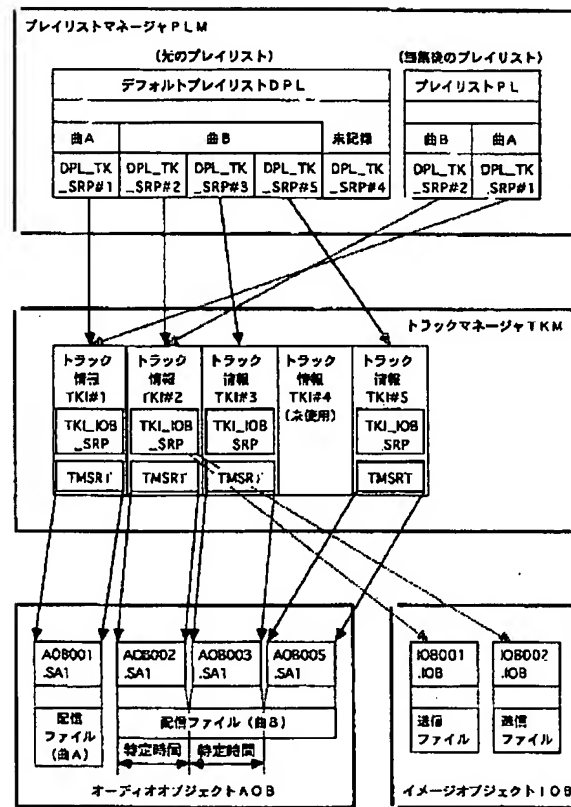 プレイリストマネージャPLM
(元のプレイリスト)
デフォルトプレイリストDPL
曲A 曲B 未記録
DPL_TK _SRP#1 DPL_TK _SRP#2 DPL_TK _SRP#3 DPL_TK _SRP#5 DPL_TK _SRP#4
(編集後のプレイリスト)
プレイリストPL
曲B 曲A
DPL_TK _SRP#2 DPL_TK _SRP#1
トラックマネージャTKM
トラック情報 TKI#1 トラック情報 TKI#2 トラック情報 TKI#3 トラック情報 TKI#4 (未使用) トラック情報 TKI#5
TKI_IOB _SRP TKI_IOB _SRP TKI_IOB _SRP TKI_IOB _SRP
TMSRT TMSRT TMSRT TMSRT
AOB001 .SA1 AOB002 .SA1 AOB003 .SA1 AOB005 .SA1
配信ファイル(曲A) 配信ファイル(曲B)
特定時間 特定時間
オーディオオブジェクトAOB
IOB001 .IOB IOB002 .IOB
ファイル ファイル
イメージオブジェクトIOB